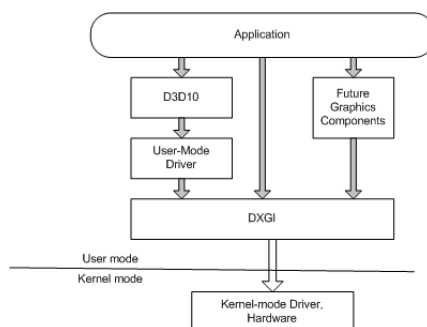 Application
D3D10
Future
Graphics
Components
User-Mode
Driver
DXGI
User mode
Kernel mode
Kernel-mode Driver,
Hardware